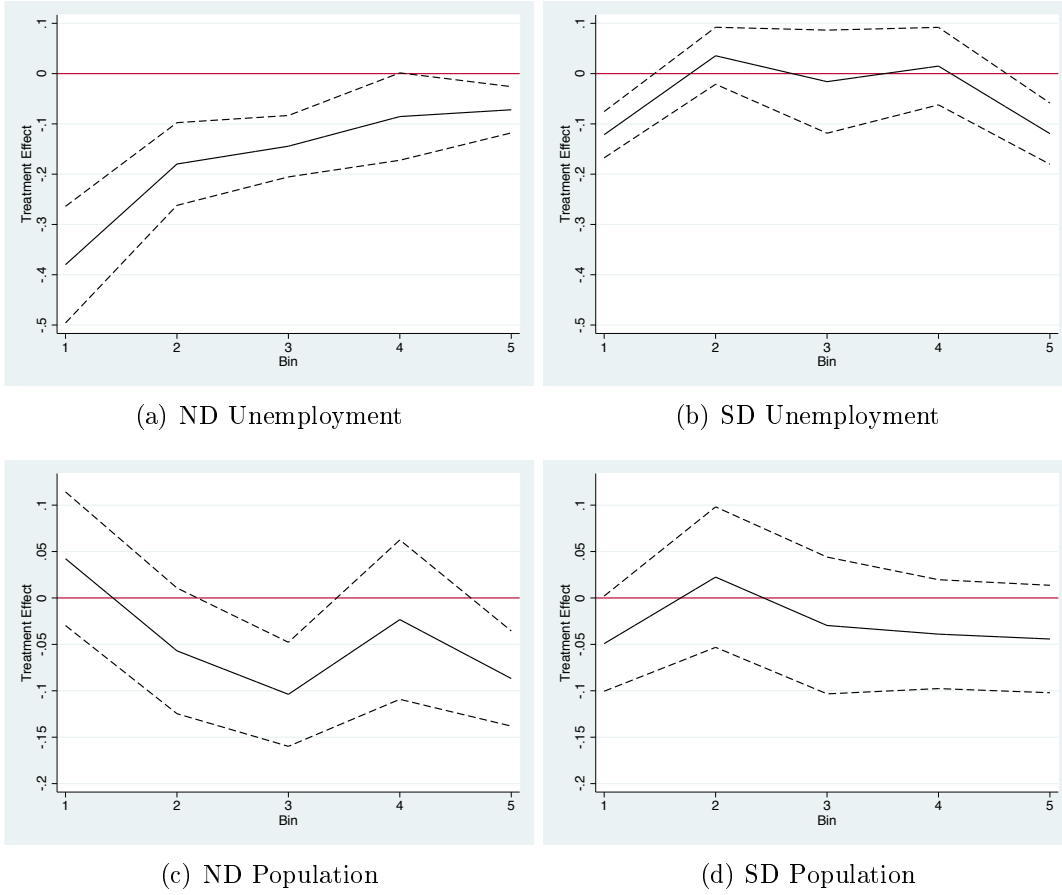 Treatment Effect
.1
0
-.1
-.2
-.3
-.4
-.5
1 2 3 4 5
Bin
(a) ND Unemployment
Treatment Effect
.1
0
-.1
-.2
-.3
-.4
-.5
1 2 3 4 5
Bin
(b) SD Unemployment
Treatment Effect
.1
.05
0
-.05
-.1
-.15
-.2
1 2 3 4 5
Bin
(c) ND Population
Treatment Effect
.1
.05
0
-.05
-.1
-.15
-.2
1 2 3 4 5
Bin
(d) SD Population